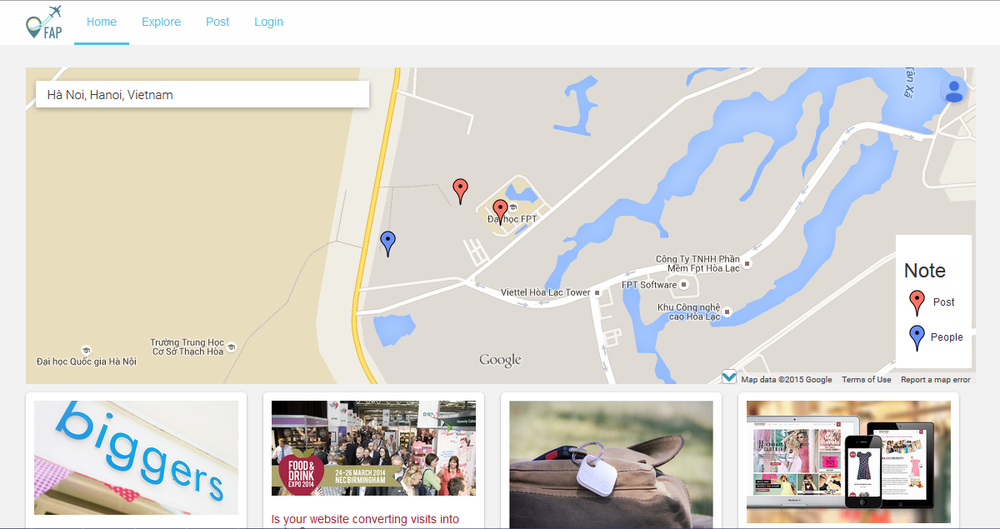 FAP
Home
Explore
Post
Login
Hà Noi, Hanoi, Vietnam
Tân Xã
Đại học FPT
Công Ty TNHH Phần
Mềm Fpt Hòa Lạc
FPT Software
Viettel Hòa Lạc Tower
Khu Công nghệ
cao Hòa Lạc
Trường Trung Học
Cơ Sở Thạch Hòa
Đại học Quốc gia Hà Nội
Google
Note
Post
People
Map data ©2015 Google
Terms of Use
Report a map error
biggers
FOOD &
DRINK
EXPO 2014
24-26 MARCH 2014
NEC BIRMINGHAM
Is your website converting visits into